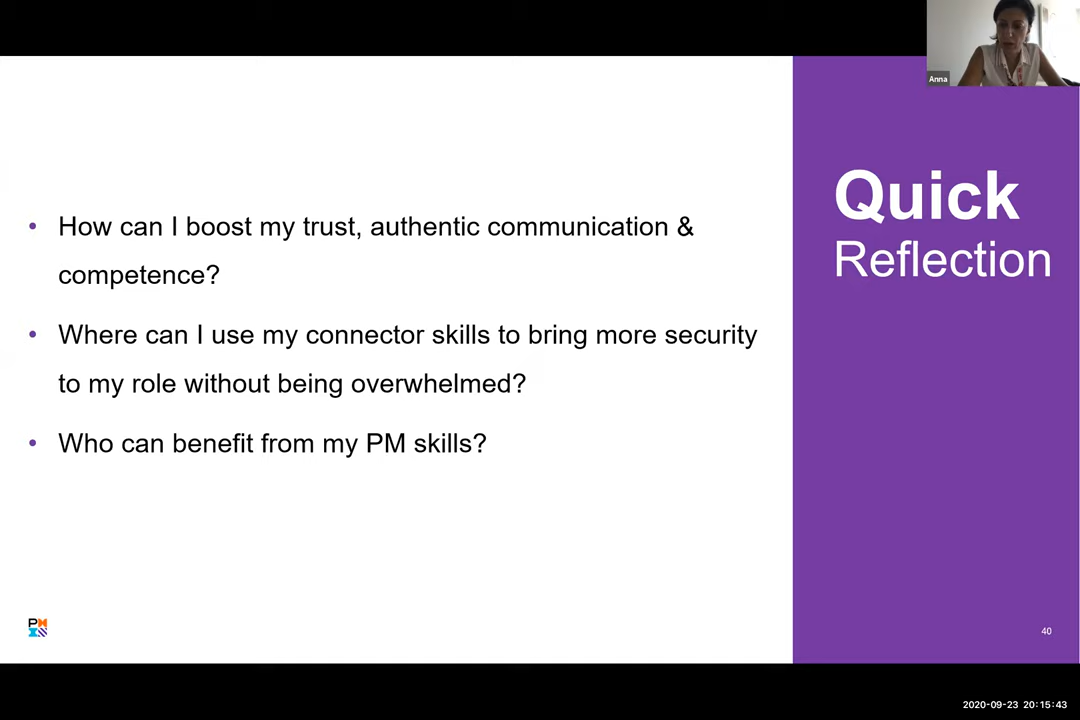 Anna
Quick
Reflection
• How can I boost my trust, authentic communication &
competence?
• Where can I use my connector skills to bring more security
to my role without being overwhelmed?
• Who can benefit from my PM skills?
40
2020-09-23 20:15:43